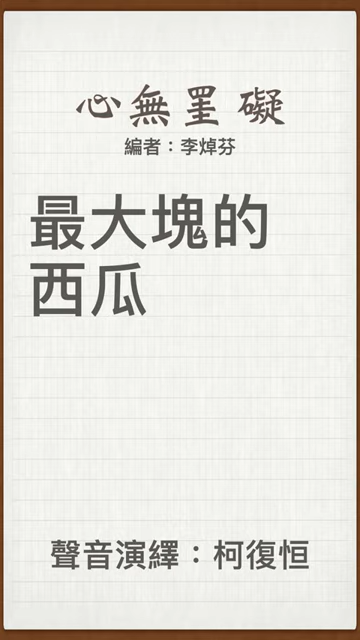 心無罣礙
編者：李焯芬
最大塊的
西瓜
聲音演繹：柯復恒